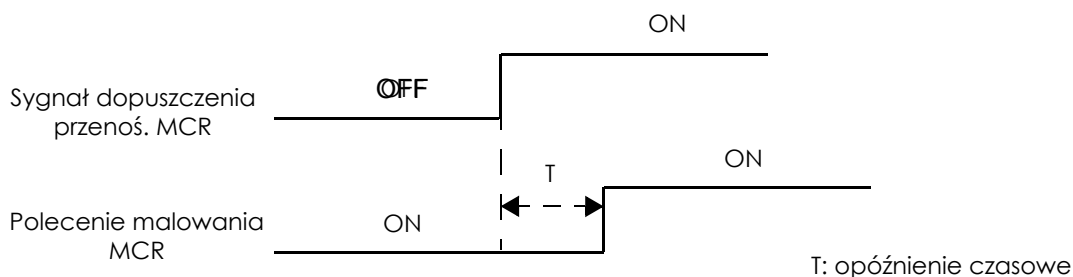 ON
Sygnał dopuszczenia
przenoś. MCR
OFF
T
ON
Polecenie malowania
MCR
ON
T: opóźnienie czasowe